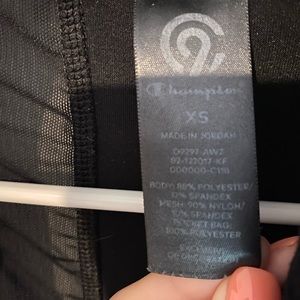 Champion
XS
MADE IN JORDAN
BODY: 88% POLYESTER/
12% SPANDEX
MESH: 90% NYLON/
10% SPANDEX
POCKET BAG:
100% POLYESTER
EXCLUSIVE